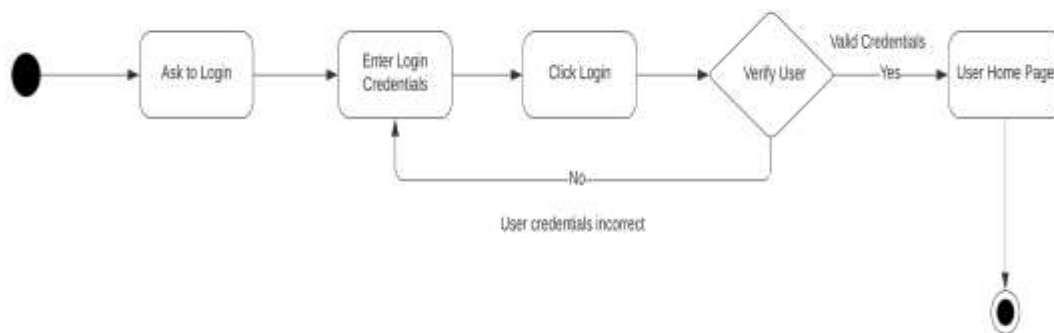 Ask to Login
Enter Login
Credentials
Click Login
Verify User
Valid Credentials
Yes
User Home Page
No
User credentials incorrect